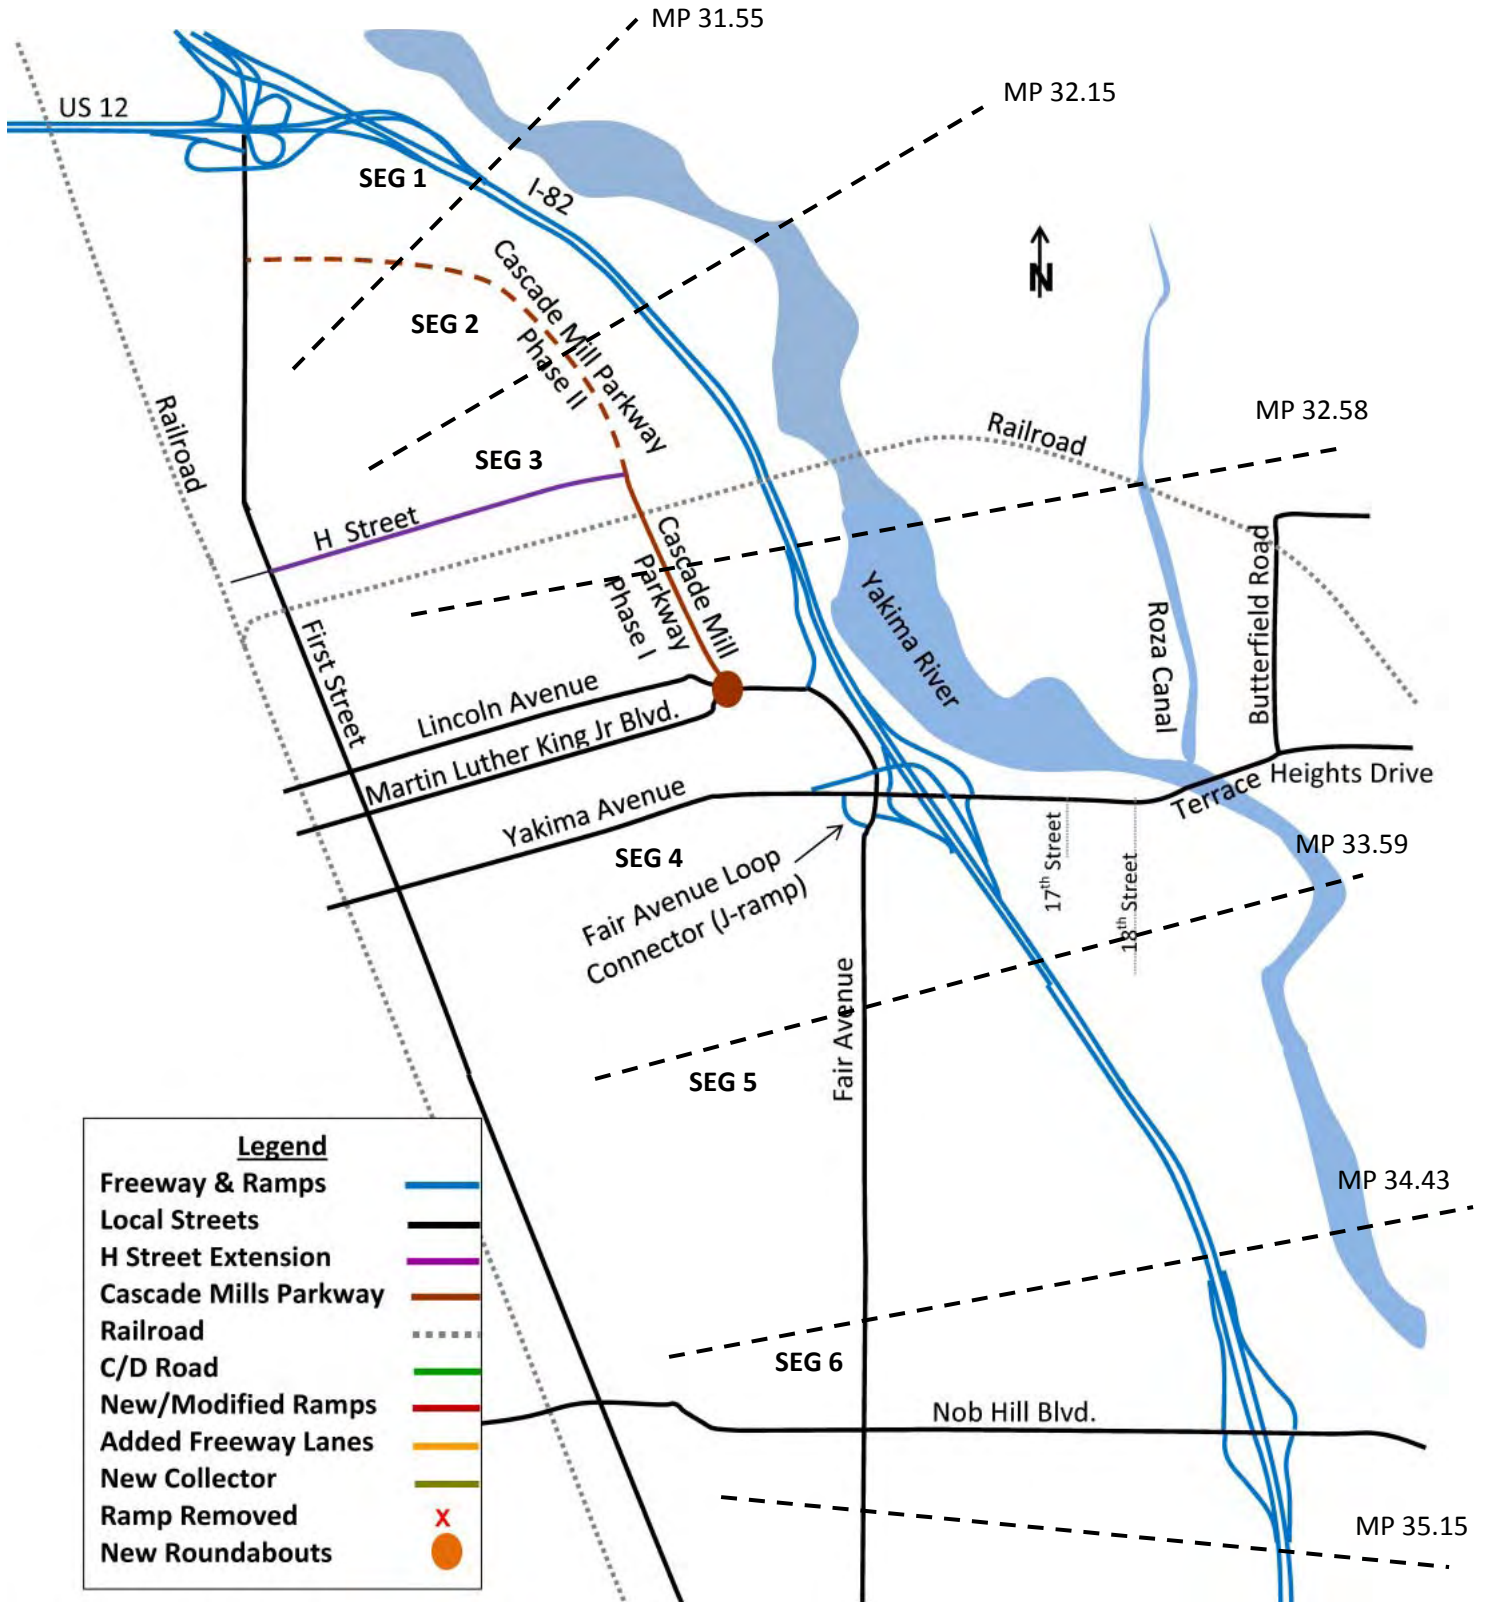 MP 31.55
MP 32.15
US 12
SEG 1
I-82
Cascade Mill Parkway
Phase II
SEG 2
N
Railroad
MP 32.58
Railroad
SEG 3
H Street
Cascade Mill
Parkway
Phase I
Yakima River
Roza Canal
Butterfield Road
First Street
Lincoln Avenue
Martin Luther King Jr Blvd.
Yakima Avenue
Terrace Heights Drive
SEG 4
Fair Avenue Loop
Connector (J-ramp)
17th Street
18th Street
MP 33.59
Fair Avenue
SEG 5
MP 34.43
SEG 6
Nob Hill Blvd.
MP 35.15
Legend
Freeway & Ramps
Local Streets
H Street Extension
Cascade Mills Parkway
Railroad
C/D Road
New/Modified Ramps
Added Freeway Lanes
New Collector
Ramp Removed X
New Roundabouts